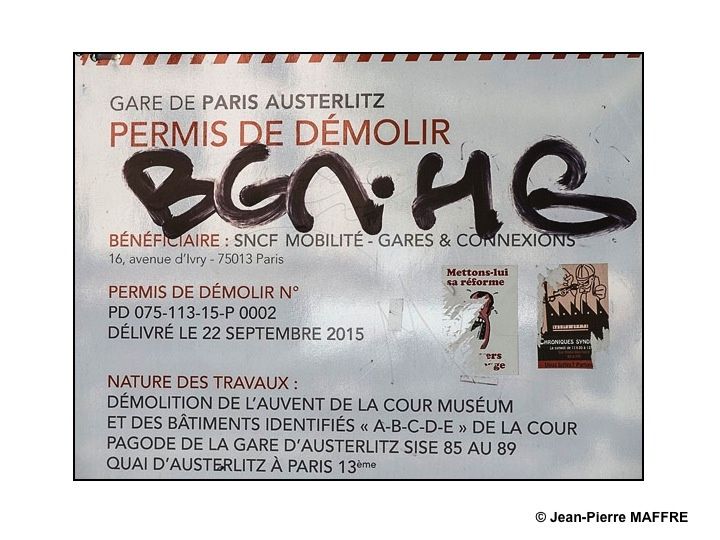 GARE DE PARIS AUSTERLITZ
PERMIS DE DÉMOLIR
BÉNÉFICIAIRE : SNCF MOBILITÉ - GARES & CONNEXIONS
16, avenue d'Ivry - 75013 Paris
PERMIS DE DÉMOLIR N°
PD 075-113-15-P 0002
DÉLIVRÉ LE 22 SEPTEMBRE 2015
NATURE DES TRAVAUX :
DÉMOLITION DE L'AUVENT DE LA COUR MUSÉUM
ET DES BÂTIMENTS IDENTIFIÉS « A-B-C-D-E » DE LA COUR
PAGODE DE LA GARE D'AUSTERLITZ SISE 85 AU 89
QUAI D'AUSTERLITZ À PARIS 13ème
Mettons-lui
sa réforme
CHRONIQUES SYND
© Jean-Pierre MAFFRE